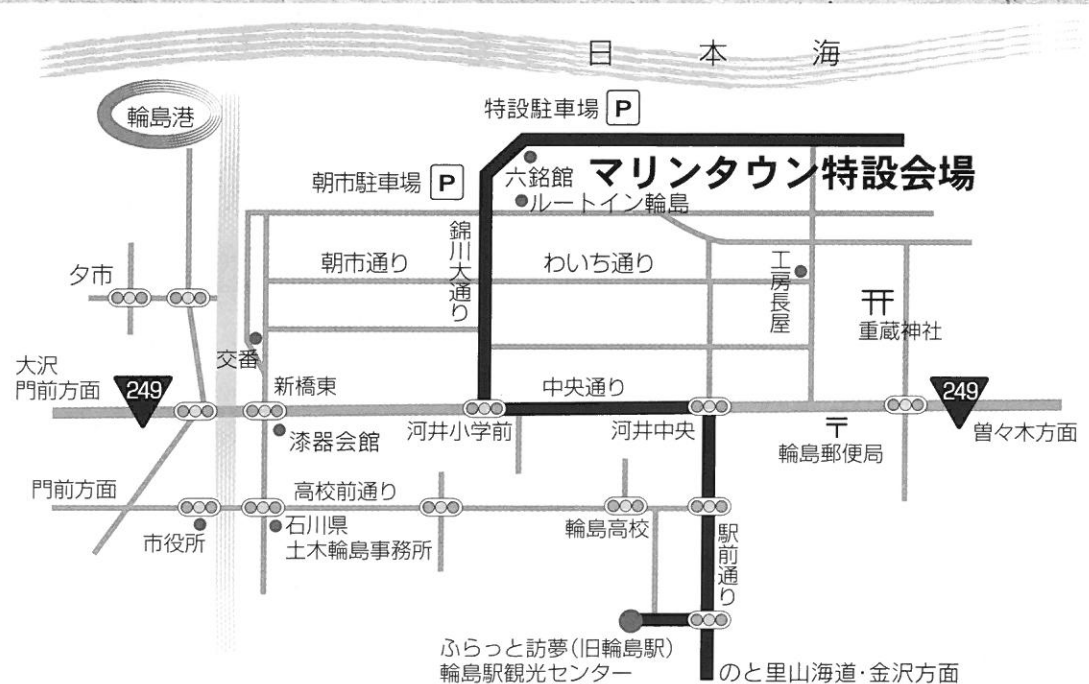 日本海
輪島港
特設駐車場 P
朝市駐車場 P
六銘館
マリンタウン特設会場
ルートイン輪島
錦川大通り
朝市通り
わいち通り
工房長屋
夕市
重蔵神社
交番
大沢
門前方面
249
新橋東
中央通り
249
漆器会館
河井小学前
河井中央
〒
輪島郵便局
曽々木方面
門前方面
高校前通り
市役所
石川県
土木輪島事務所
輪島高校
駅前通り
ふらっと訪夢(旧輪島駅)
輪島駅観光センター
のと里山海道・金沢方面